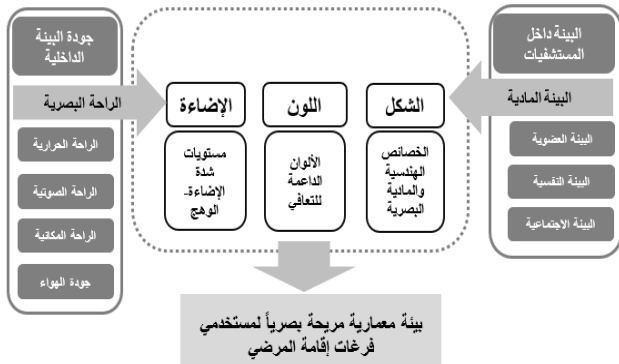 البيئة داخل
المستشفيات
البيئة المادية
البيئة العضوية
البيئة النفسية
البيئة الاجتماعية
الشكل
الخصائص
الهندسية
والمادية
البصرية
اللون
الألوان
الداعمة
للتعافي
الإضاءة
مستويات
شدة
الإضاءة-
الوهج
جودة البيئة
الداخلية
الراحة البصرية
الراحة الحرارية
الراحة الصوتية
الراحة المكانية
جودة الهواء
بيئة معمارية مريحة بصرياً لمستخدمي
فرغات إقامة المرضي